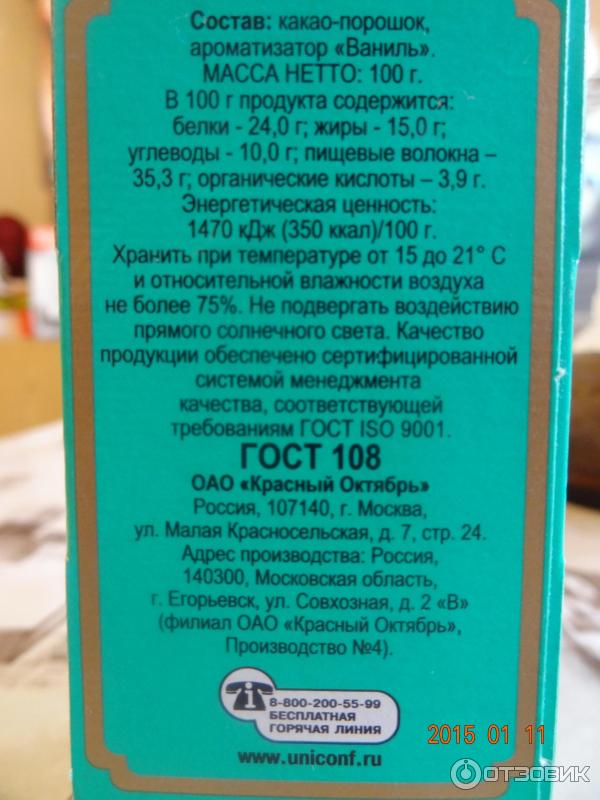 Состав: какао-порошок,
ароматизатор «Ваниль».
МАССА НЕТТО: 100 г.
В 100 г продукта содержится:
белки - 24,0 г; жиры - 15,0 г;
углеводы - 10,0 г; пищевые волокна –
35,3 г; органические кислоты – 3,9 г.
Энергетическая ценность:
1470 кДж (350 ккал)/100 г.
Хранить при температуре от 15 до 21° С
и относительной влажности воздуха
не более 75%. Не подвергать воздействию
прямого солнечного света. Качество
продукции обеспечено сертифицированной
системой менеджмента
качества, соответствующей
требованиям ГОСТ ISO 9001.
ГОСТ 108
ОАО «Красный Октябрь»
Россия, 107140, г. Москва,
ул. Малая Красносельская, д. 7, стр. 24.
Адрес производства: Россия,
140300, Московская область,
г. Егорьевск, ул. Совхозная, д. 2 «В»
(филиал ОАО «Красный Октябрь»,
Производство №4).
8-800-200-55-99
БЕСПЛАТНАЯ
ГОРЯЧАЯ ЛИНИЯ
www.uniconf.ru
2015 01 11
ОТЗОВИК